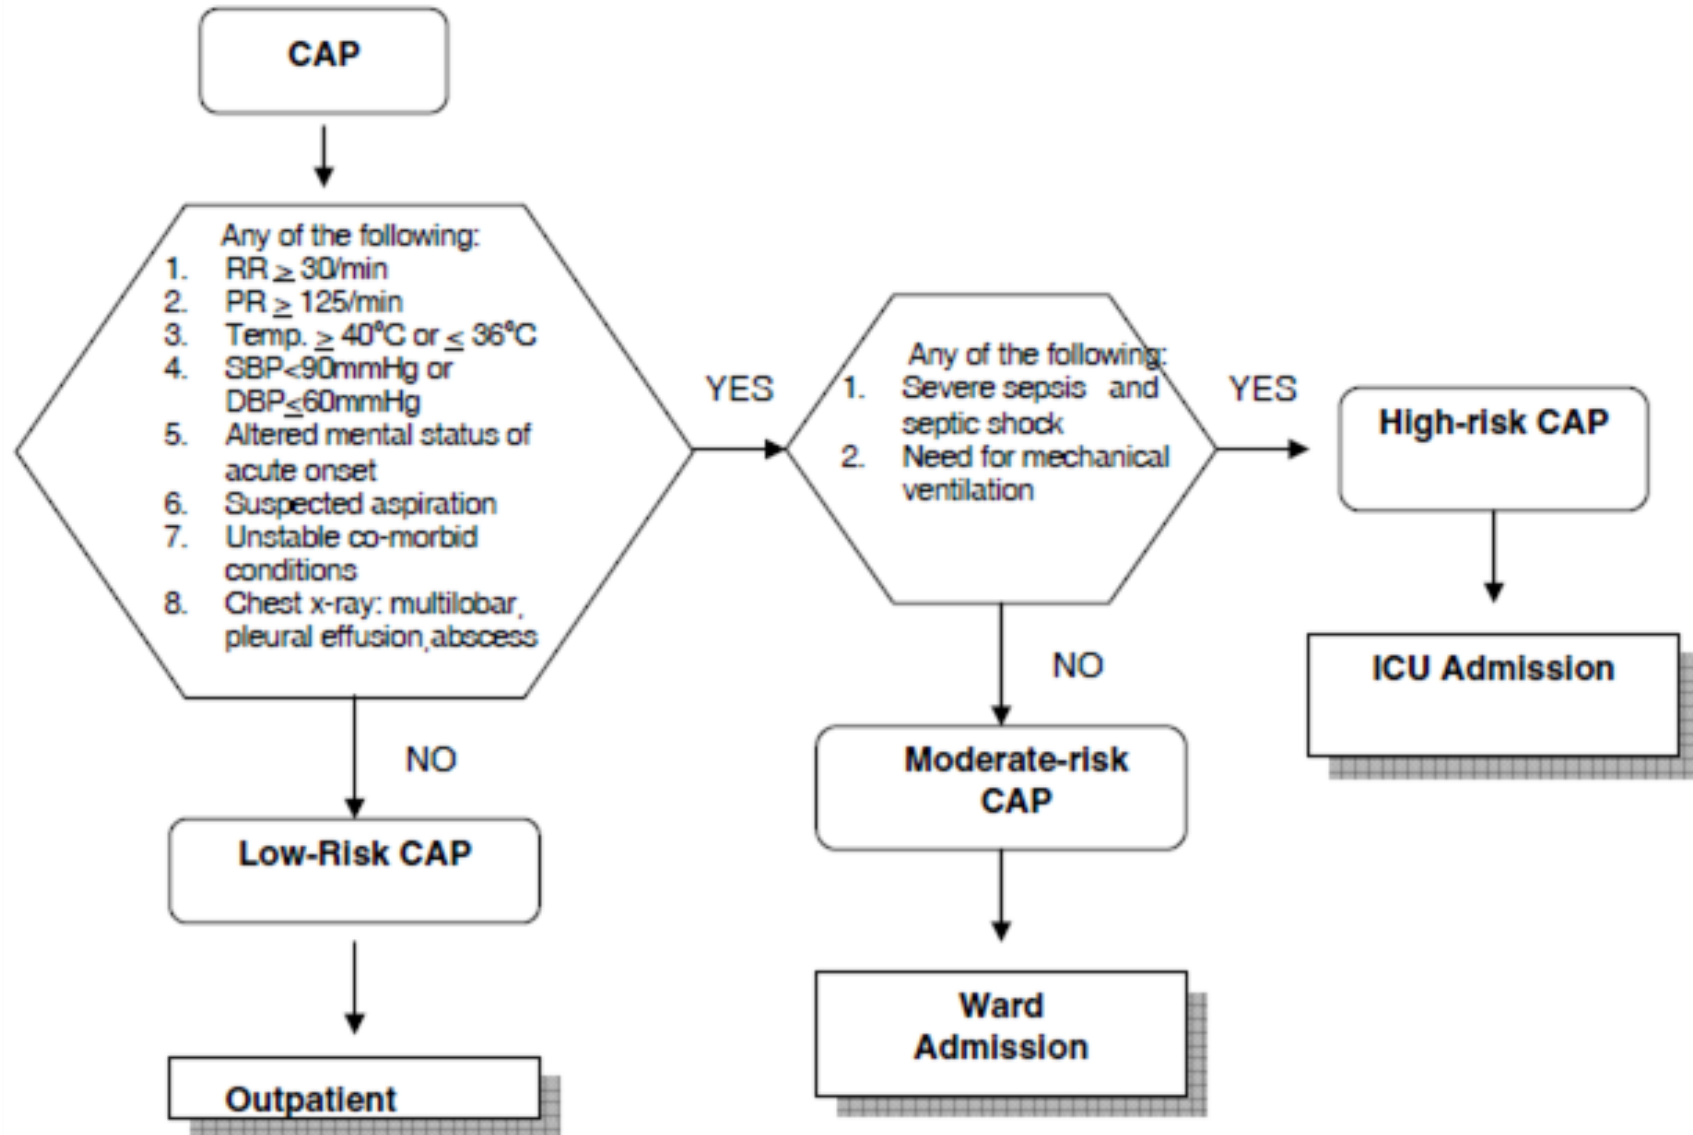 CAP
Any of the following:
1. RR ≥ 30/min
2. PR ≥ 125/min
3. Temp. ≥ 40ºC or ≤ 36ºC
4. SBP<90mmHg or
DBP≤60mmHg
5. Altered mental status of
acute onset
6. Suspected aspiration
7. Unstable co-morbid
conditions
8. Chest x-ray: multilobar,
pleural effusion,abscess
YES
Any of the following:
1. Severe sepsis and
septic shock
2. Need for mechanical
ventilation
YES
High-risk CAP
ICU Admission
NO
Moderate-risk
CAP
Ward
Admission
NO
Low-Risk CAP
Outpatient